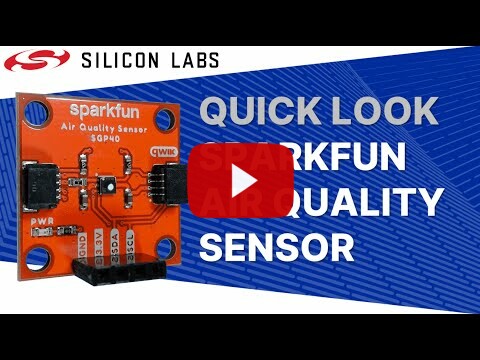 SILICON LABS
sparkfun
Air Quality Sensor
SGP40
qwiic
PWR
GND
3.3V
SDA
SCL
QUICK LOOK
SPARKFUN
AIR QUALITY
SENSOR